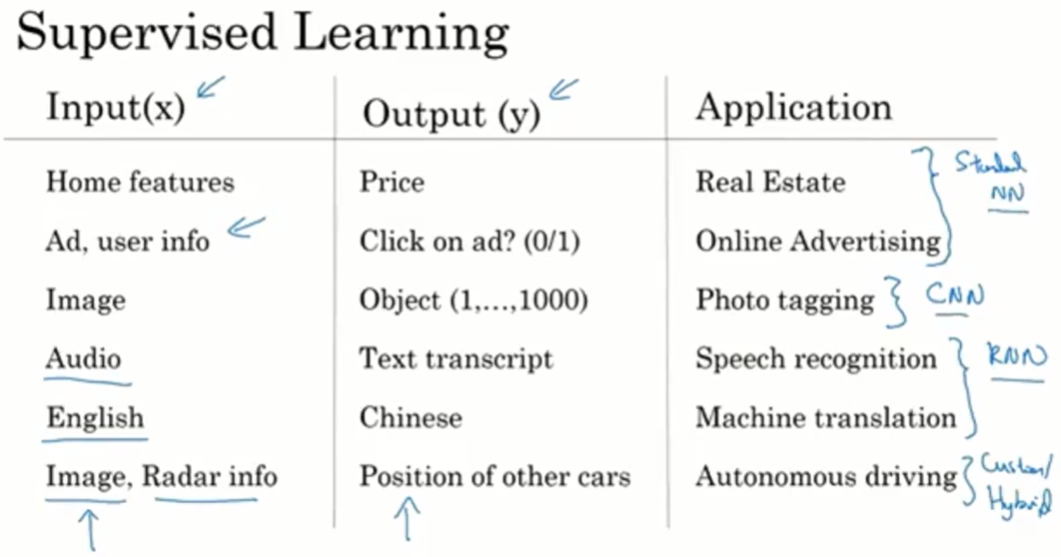 Supervised Learning
Input(x) Output (y) Application
Home features Price Real Estate
Standard
NN
Ad, user info Click on ad? (0/1) Online Advertising
Image Object (1,...,1000) Photo tagging CNN
Audio Text transcript Speech recognition RNN
English Chinese Machine translation
Image, Radar info Position of other cars Autonomous driving Custom/
Hybrid